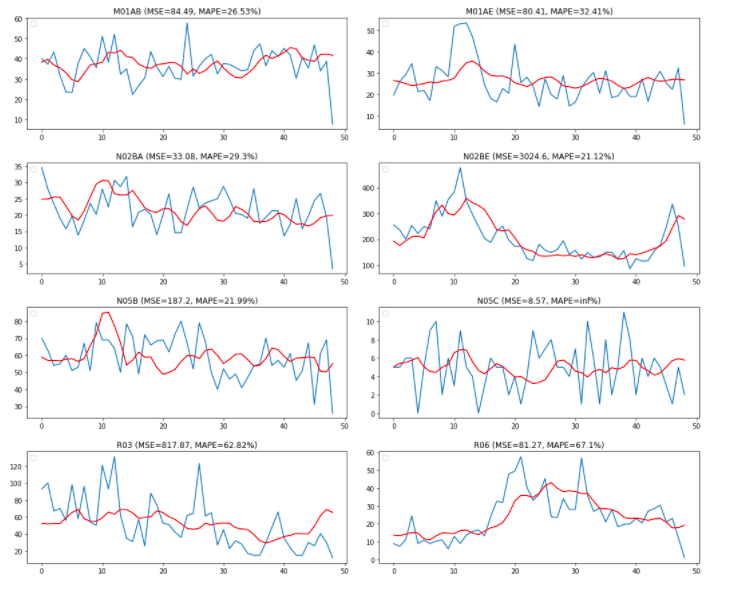 M01AB (MSE=84.49, MAPE=26.53%)
60
50
40
30
20
10
0 10 20 30 40 50
M01AE (MSE=80.41, MAPE=32.41%)
50
40
30
20
10
0 10 20 30 40 50
N02BA (MSE=33.08, MAPE=29.3%)
35
30
25
20
15
10
5
0 10 20 30 40 50
N02BE (MSE=3024.6, MAPE=21.12%)
400
300
200
100
0 10 20 30 40 50
N05B (MSE=187.2, MAPE=21.99%)
80
70
60
50
40
30
0 10 20 30 40 50
N05C (MSE=8.57, MAPE=inf%)
10
8
6
4
2
0
0 10 20 30 40 50
R03 (MSE=817.87, MAPE=62.82%)
120
100
80
60
40
20
0 10 20 30 40 50
R06 (MSE=81.27, MAPE=67.1%)
60
50
40
30
20
10
0
0 10 20 30 40 50